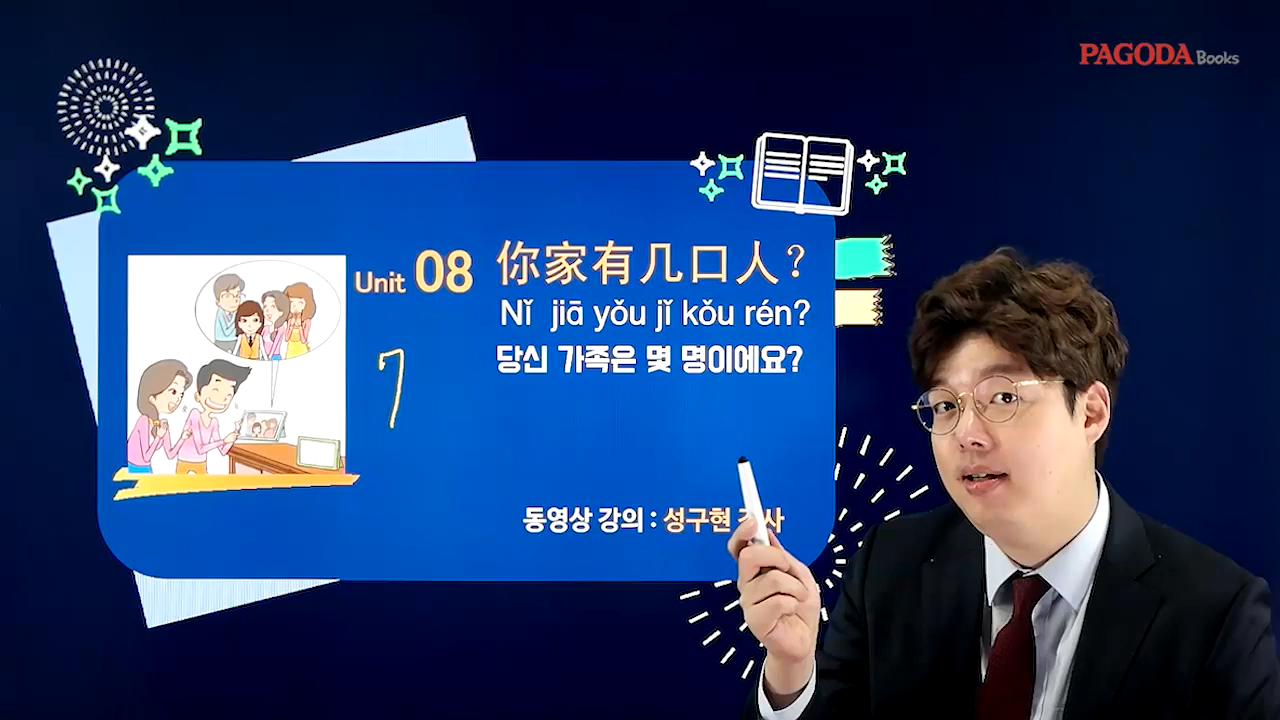 PAGODA Books
Unit 08
你家有几口人?
Nǐ jiā yǒu jǐ kǒu rén?
당신 가족은 몇 명이에요?
7
동영상 강의 : 성구현